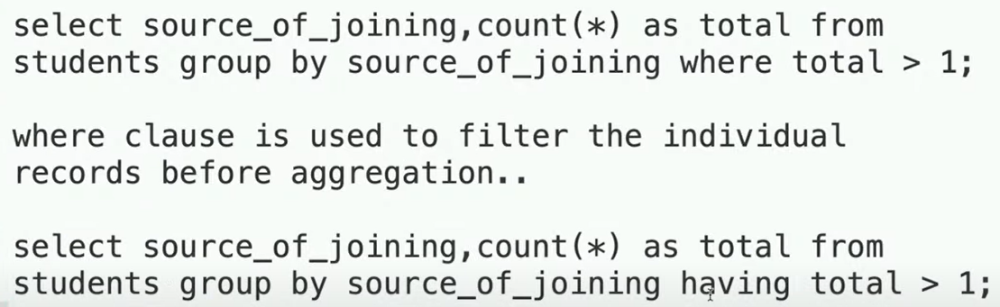 select source_of_joining,count(*) as total from
students group by source_of_joining where total > 1;
where clause is used to filter the individual
records before aggregation..
select source_of_joining,count(*) as total from
students group by source_of_joining having total > 1;